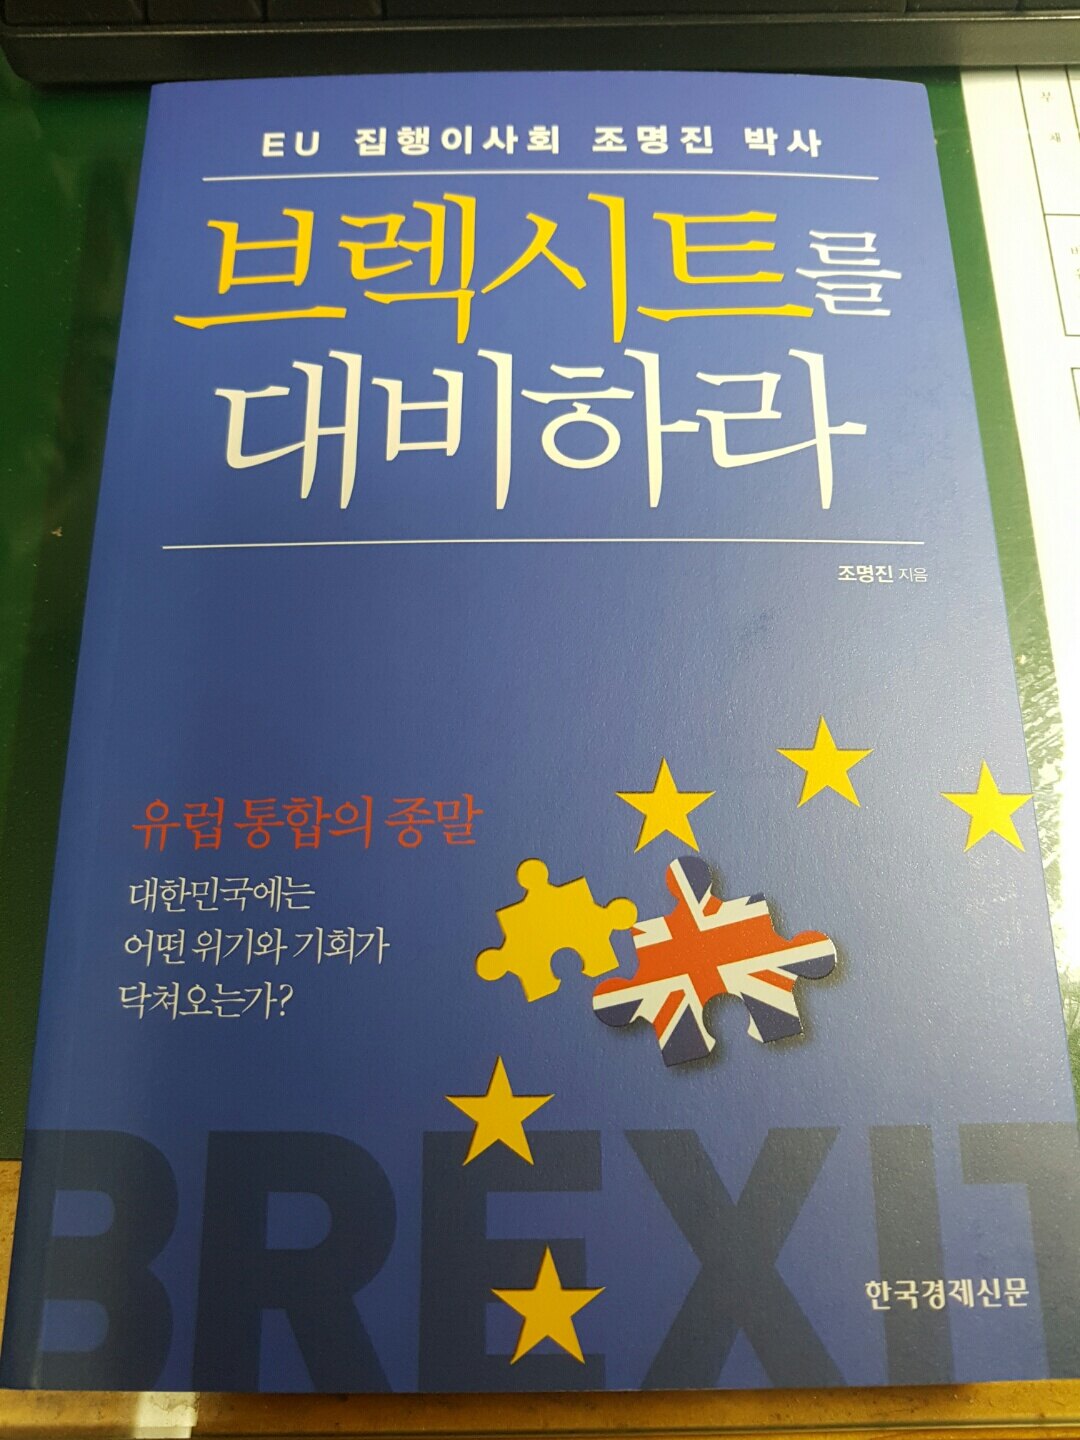 EU 집행이사회 조명진 박사
브렉시트를
대비하라
조명진 지음
유럽 통합의 종말
대한민국에는
어떤 위기와 기회가
닥쳐오는가?
BREXIT
한국경제신문
부
재